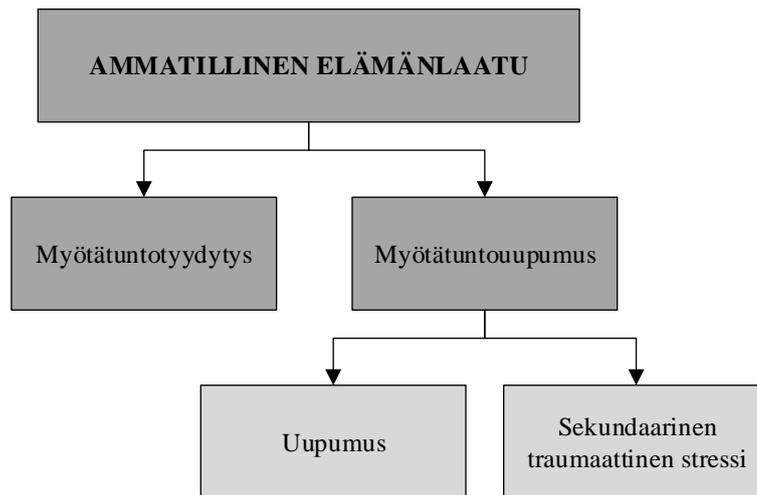 AMMATILLINEN ELÄMÄNLAATU
Myötätuntotyydytys
Myötätuntouupumus
Uupumus
Sekundaarinen
traumaattinen stressi